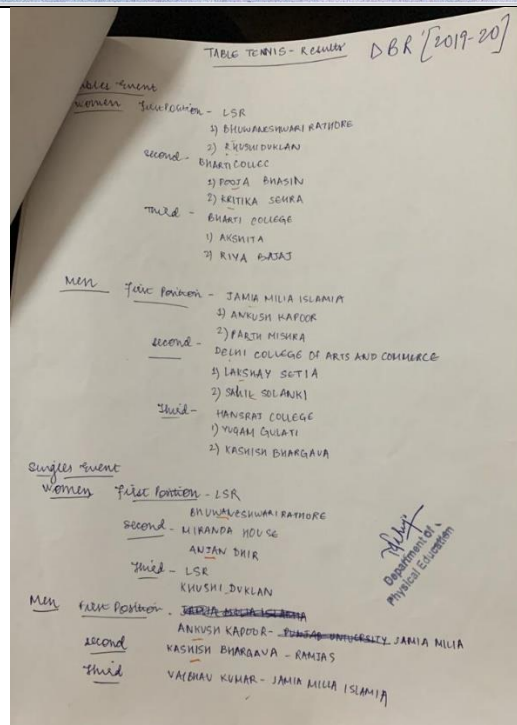 TABLE TENNIS - Results DBR [2019-20]
Event
Women First Position - LSR
1) BHUWANESHWARI RATHORE
2) KHUSHI DUKLAN
Second - BHARTI COLLEGE
1) POOJA BHASIN
2) KRITIKA SEHRA
Third - BHARTI COLLEGE
1) AKSHITA
2) RIYA BAJAJ
Men First Position - JAMIA MILIA ISLAMIA
1) ANKUSH KAPOOR
2) PARTH MISHRA
Second - DELHI COLLEGE OF ARTS AND COMMERCE
1) LAKSHAY SETIA
2) SAHIL SOLANKI
Third - HANSRAJ COLLEGE
1) YUGAM GULATI
2) KASHISH BHARGAVA
Singles Event
Women First Position - LSR
BHUWANESHWARI RATHORE
Second - MIRANDA HOUSE
ANJAN DHIR
Third - LSR
KHUSHI DUKLAN
Department of
Physical Education
Men First Position - JAMIA MILIA ISLAMIA
ANKUSH KAPOOR - PUNJAB UNIVERSITY JAMIA MILIA
Second KASHISH BHARGAVA - RAMJAS
Third VAIBHAV KUMAR - JAMIA MILIA ISLAMIA